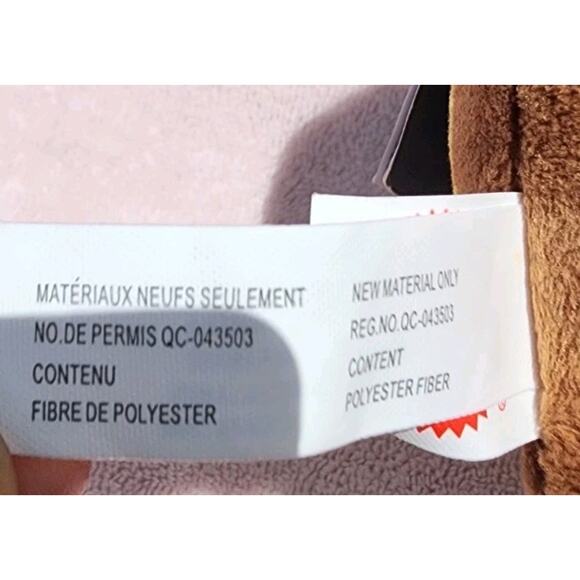 MATÉRIAUX NEUFS SEULEMENT
NO.DE PERMIS QC-043503
CONTENU
FIBRE DE POLYESTER
NEW MATERIAL ONLY
REG.NO.QC-043503
CONTENT
POLYESTER FIBER
®